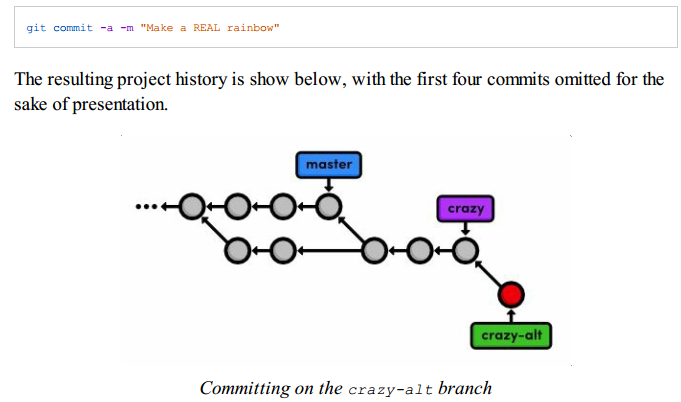 git commit -a -m "Make a REAL rainbow"
The resulting project history is show below, with the first four commits omitted for the
sake of presentation.
master
crazy
crazy-alt
Committing on the crazy-alt branch